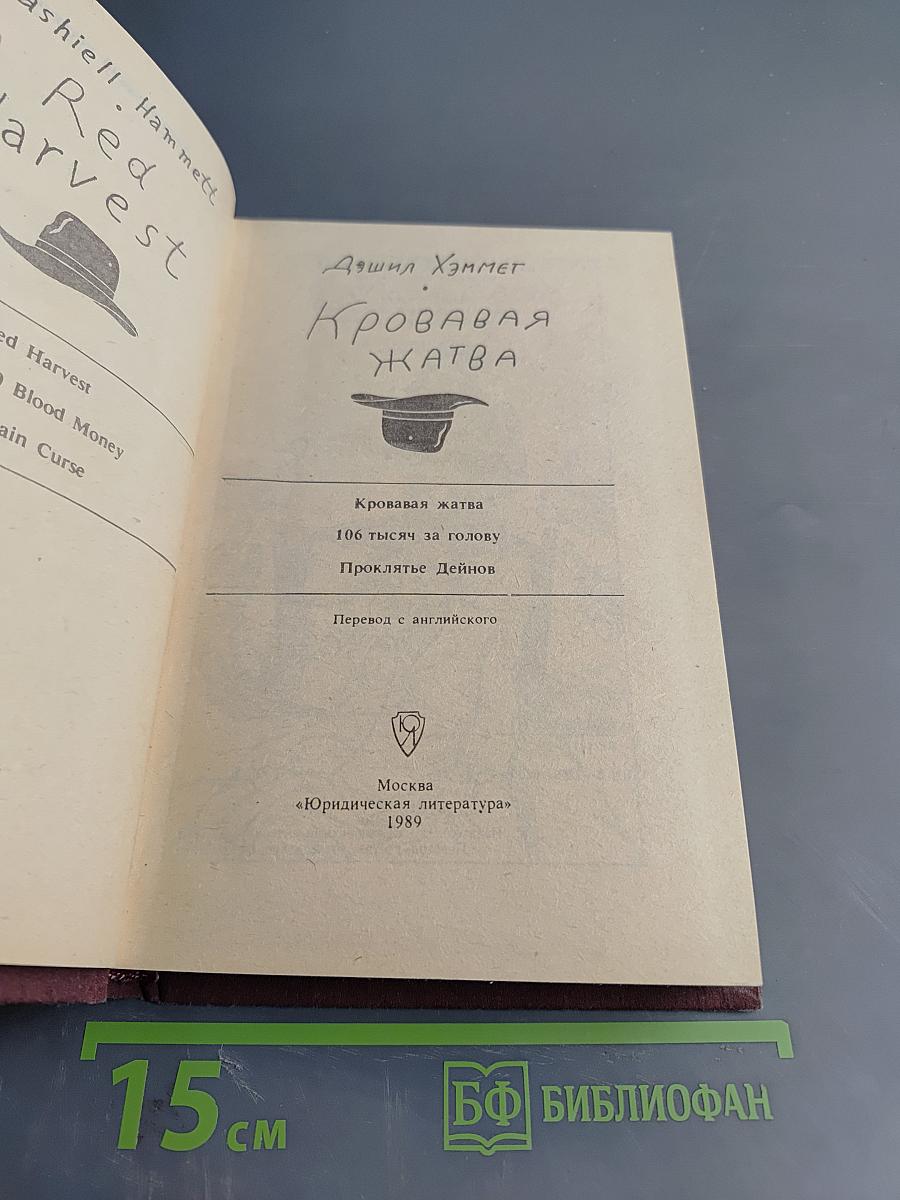 ashiell · Hammett
Red
arvest
ed Harvest
Blood Money
ain Curse
Дэшил Хэммет
·
КРОВАВАЯ
ЖАТВА
Кровавая жатва
106 тысяч за голову
Проклятье Дейнов
Перевод с английского
ЮЛ
Москва
«Юридическая литература»
1989
15 см
БФ БИБЛИОФАН